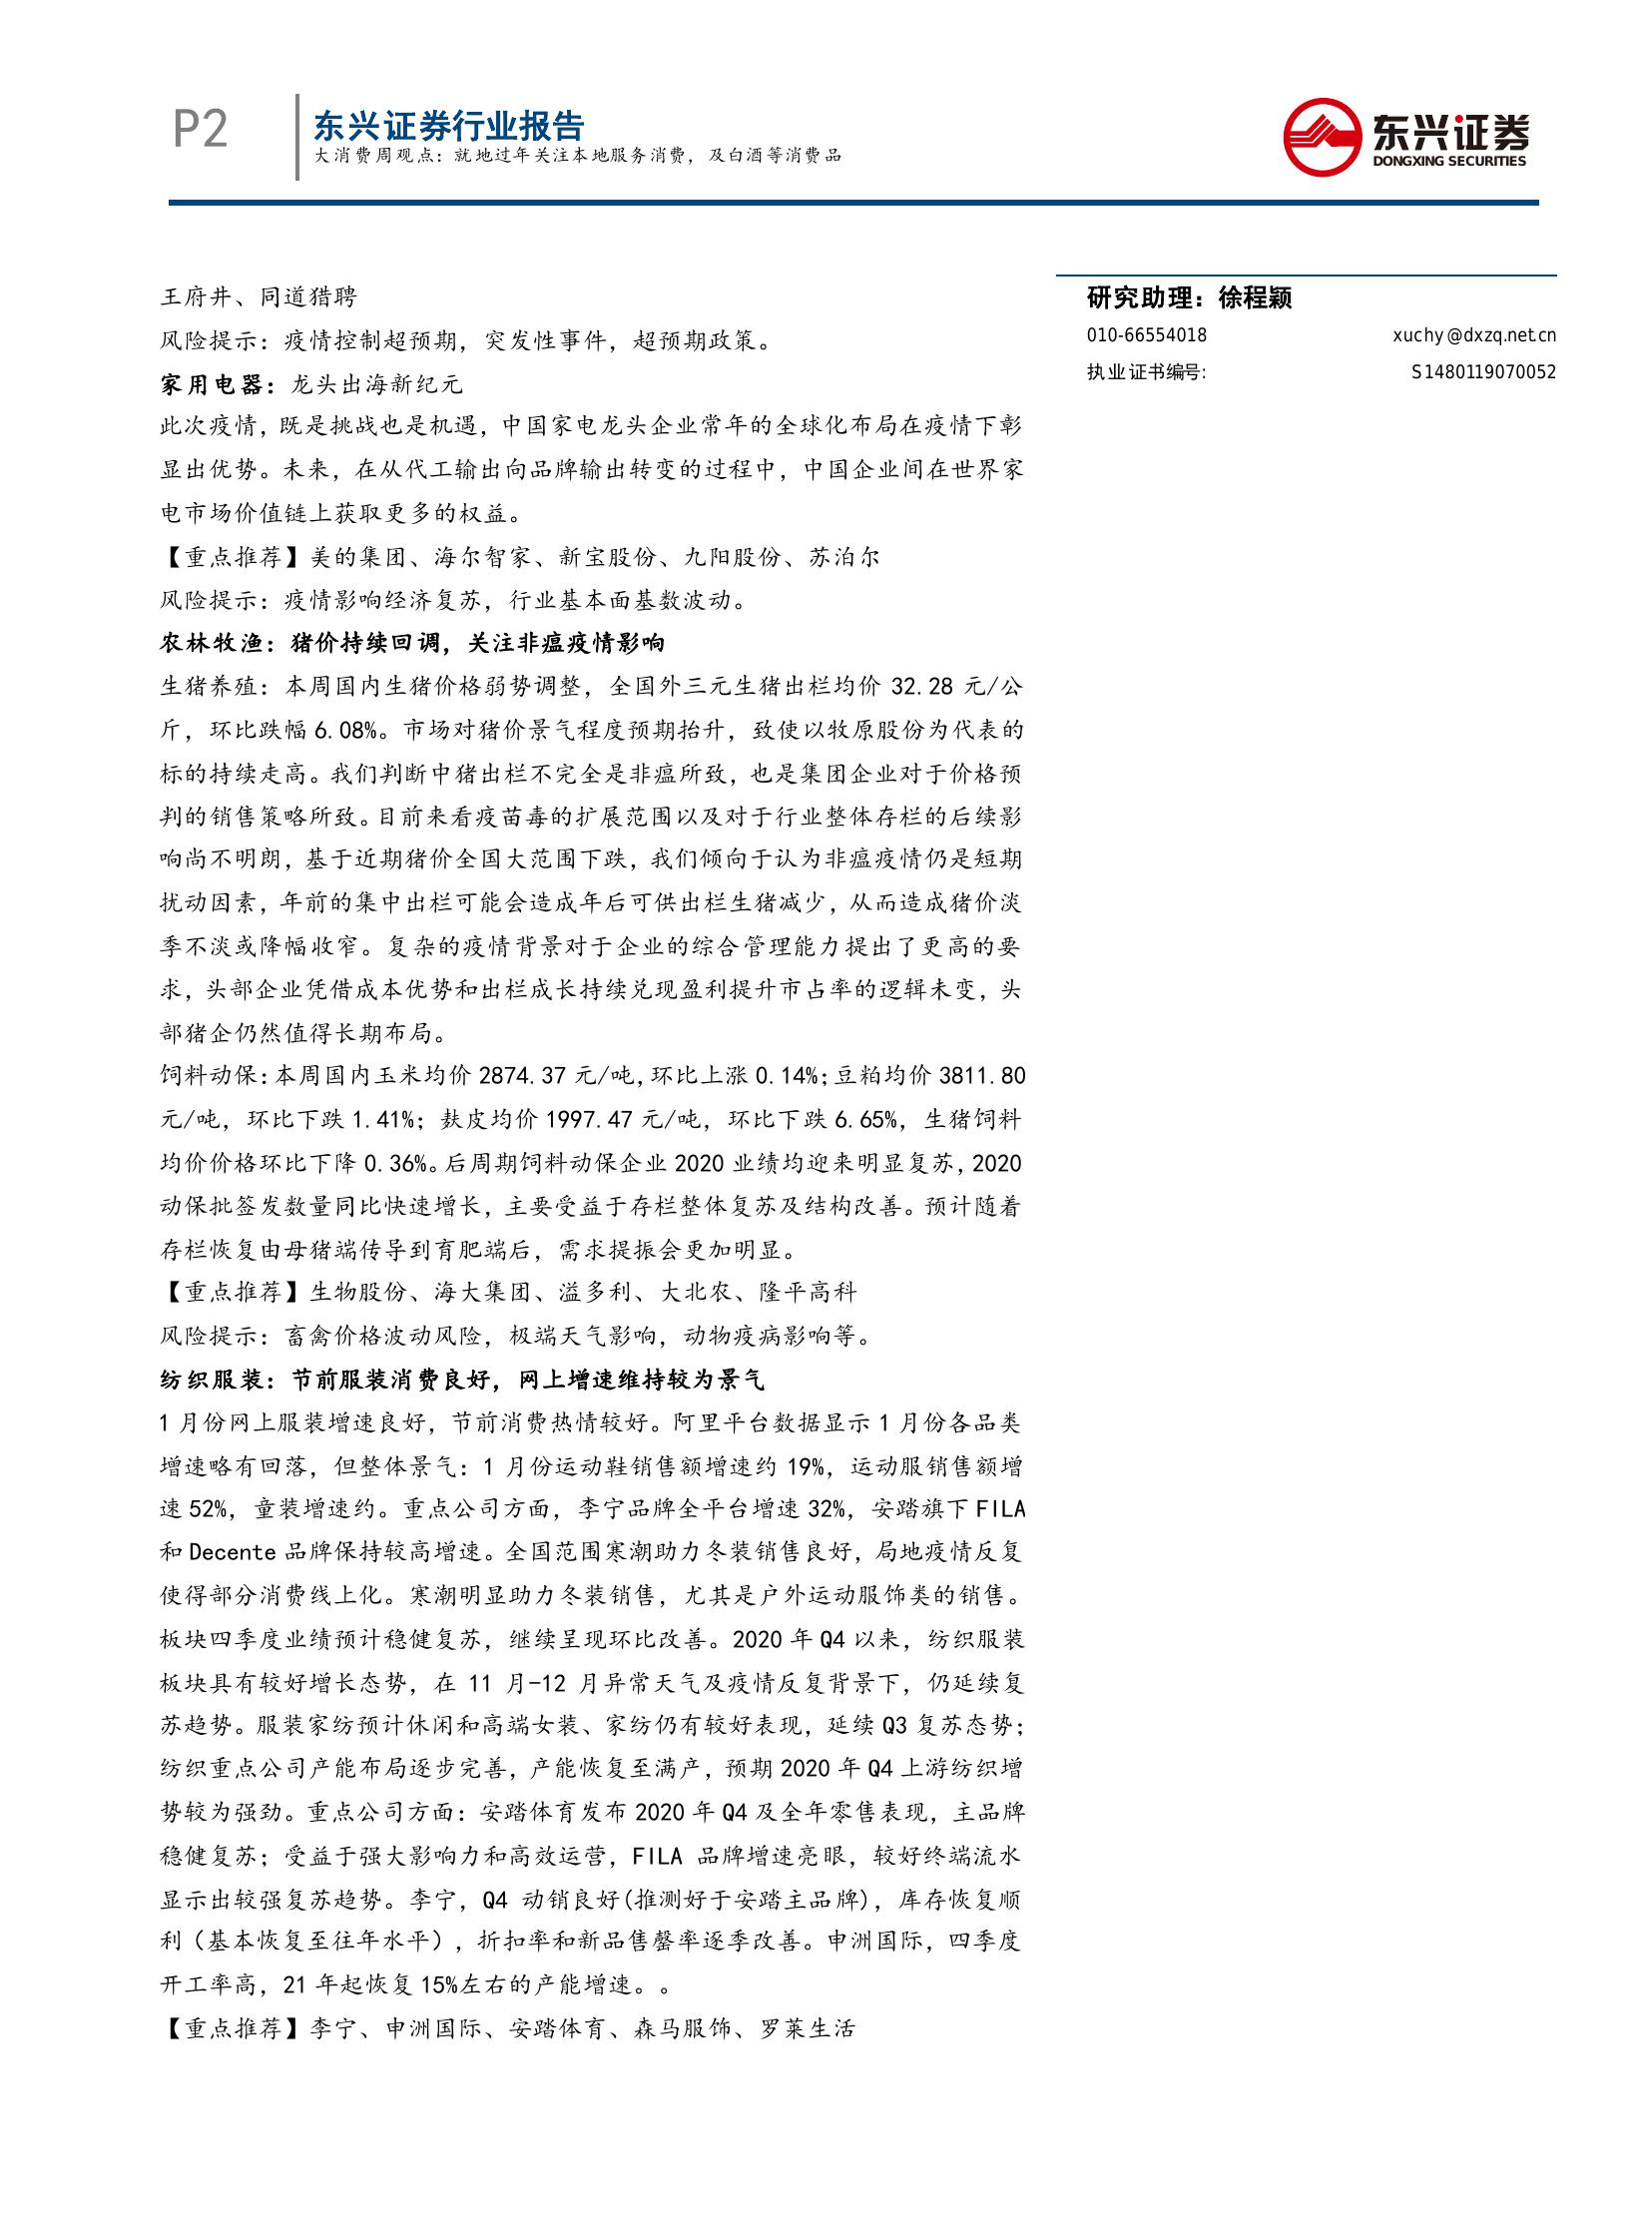 P2
东兴证券行业报告
大消费周观点：就地过年关注本地服务消费，及白酒等消费品
东兴证券
DONGXING SECURITIES
王府井、同道猎聘
风险提示：疫情控制超预期，突发性事件，超预期政策。
家用电器：龙头出海新纪元
此次疫情，既是挑战也是机遇，中国家电龙头企业常年的全球化布局在疫情下彰
显出优势。未来，在从代工输出向品牌输出转变的过程中，中国企业间在世界家
电市场价值链上获取更多的权益。
【重点推荐】美的集团、海尔智家、新宝股份、九阳股份、苏泊尔
风险提示：疫情影响经济复苏，行业基本面基数波动。
农林牧渔：猪价持续回调，关注非瘟疫情影响
生猪养殖：本周国内生猪价格弱势调整，全国外三元生猪出栏均价 32.28 元/公
斤，环比跌幅 6.08%。市场对猪价景气程度预期抬升，致使以牧原股份为代表的
标的持续走高。我们判断中猪出栏不完全是非瘟所致，也是集团企业对于价格预
判的销售策略所致。目前来看疫苗毒的扩展范围以及对于行业整体存栏的后续影
响尚不明朗，基于近期猪价全国大范围下跌，我们倾向于认为非瘟疫情仍是短期
扰动因素，年前的集中出栏可能会造成年后可供出栏生猪减少，从而造成猪价淡
季不淡或降幅收窄。复杂的疫情背景对于企业的综合管理能力提出了更高的要
求，头部企业凭借成本优势和出栏成长持续兑现盈利提升市占率的逻辑未变，头
部猪企仍然值得长期布局。
饲料动保：本周国内玉米均价 2874.37 元/吨，环比上涨 0.14%；豆粕均价 3811.80
元/吨，环比下跌 1.41%；麸皮均价 1997.47 元/吨，环比下跌 6.65%，生猪饲料
均价价格环比下降 0.36%。后周期饲料动保企业 2020 业绩均迎来明显复苏，2020
动保批签发数量同比快速增长，主要受益于存栏整体复苏及结构改善。预计随着
存栏恢复由母猪端传导到育肥端后，需求提振会更加明显。
【重点推荐】生物股份、海大集团、溢多利、大北农、隆平高科
风险提示：畜禽价格波动风险，极端天气影响，动物疫病影响等。
纺织服装：节前服装消费良好，网上增速维持较为景气
1 月份网上服装增速良好，节前消费热情较好。阿里平台数据显示 1 月份各品类
增速略有回落，但整体景气：1 月份运动鞋销售额增速约 19%，运动服销售额增
速 52%，童装增速约。重点公司方面，李宁品牌全平台增速 32%，安踏旗下 FILA
和 Decente 品牌保持较高增速。全国范围寒潮助力冬装销售良好，局地疫情反复
使得部分消费线上化。寒潮明显助力冬装销售，尤其是户外运动服饰类的销售。
板块四季度业绩预计稳健复苏，继续呈现环比改善。2020 年 Q4 以来，纺织服装
板块具有较好增长态势，在 11 月-12 月异常天气及疫情反复背景下，仍延续复
苏趋势。服装家纺预计休闲和高端女装、家纺仍有较好表现，延续 Q3 复苏态势；
纺织重点公司产能布局逐步完善，产能恢复至满产，预期 2020 年 Q4 上游纺织增
势较为强劲。重点公司方面：安踏体育发布 2020 年 Q4 及全年零售表现，主品牌
稳健复苏；受益于强大影响力和高效运营，FILA 品牌增速亮眼，较好终端流水
显示出较强复苏趋势。李宁，Q4 动销良好(推测好于安踏主品牌)，库存恢复顺
利（基本恢复至往年水平），折扣率和新品售罄率逐季改善。申洲国际，四季度
开工率高，21 年起恢复 15%左右的产能增速。。
【重点推荐】李宁、申洲国际、安踏体育、森马服饰、罗莱生活
研究助理：徐程颖
010-66554018 xuchy@dxzq.net.cn
执业证书编号: S1480119070052